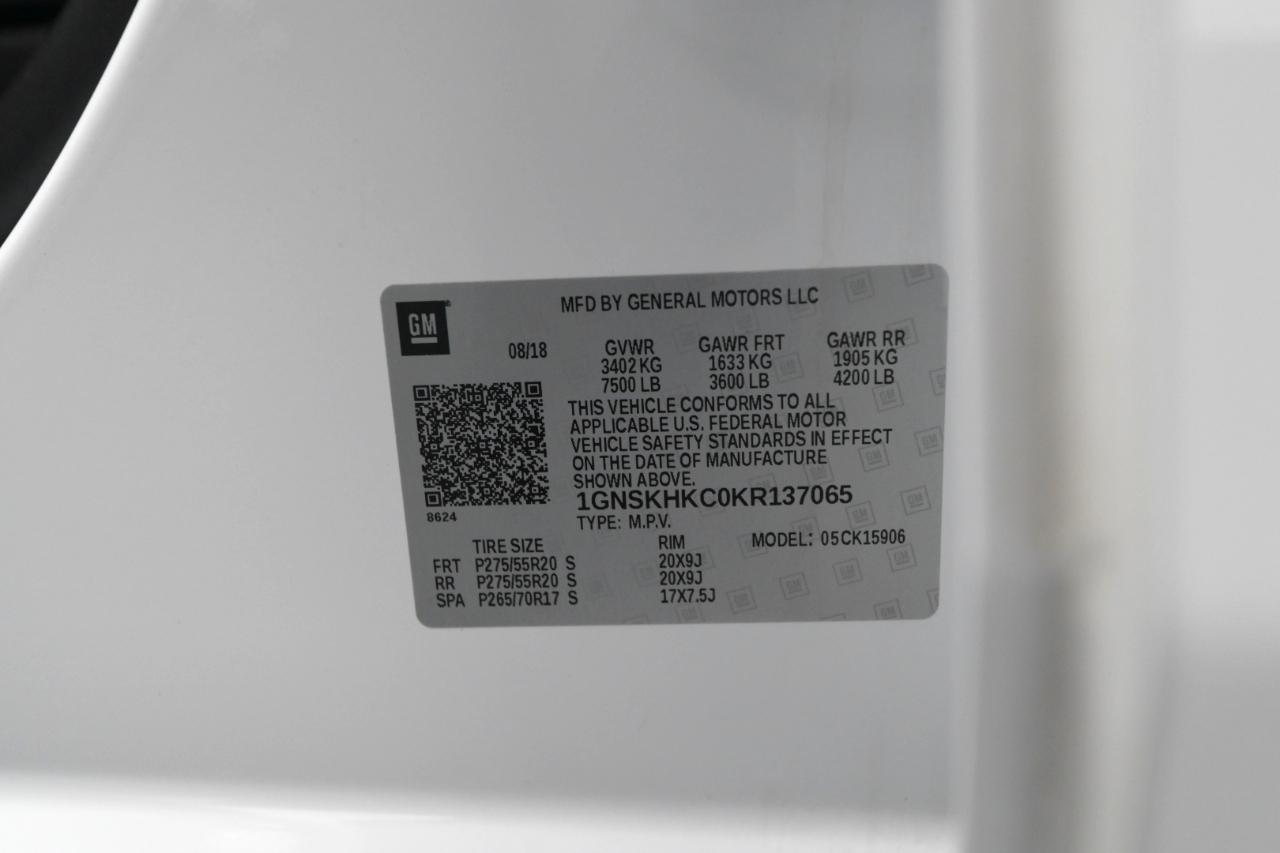 GM
MFD BY GENERAL MOTORS LLC
08/18 GVWR GAWR FRT GAWR RR
3402 KG 1633 KG 1905 KG
7500 LB 3600 LB 4200 LB
THIS VEHICLE CONFORMS TO ALL
APPLICABLE U.S. FEDERAL MOTOR
VEHICLE SAFETY STANDARDS IN EFFECT
ON THE DATE OF MANUFACTURE
SHOWN ABOVE.
1GNSKHKC0KR137065
8624
TYPE: M.P.V.
MODEL: 05CK15906
TIRE SIZE RIM
FRT P275/55R20 S 20X9J
RR P275/55R20 S 20X9J
SPA P265/70R17 S 17X7.5J